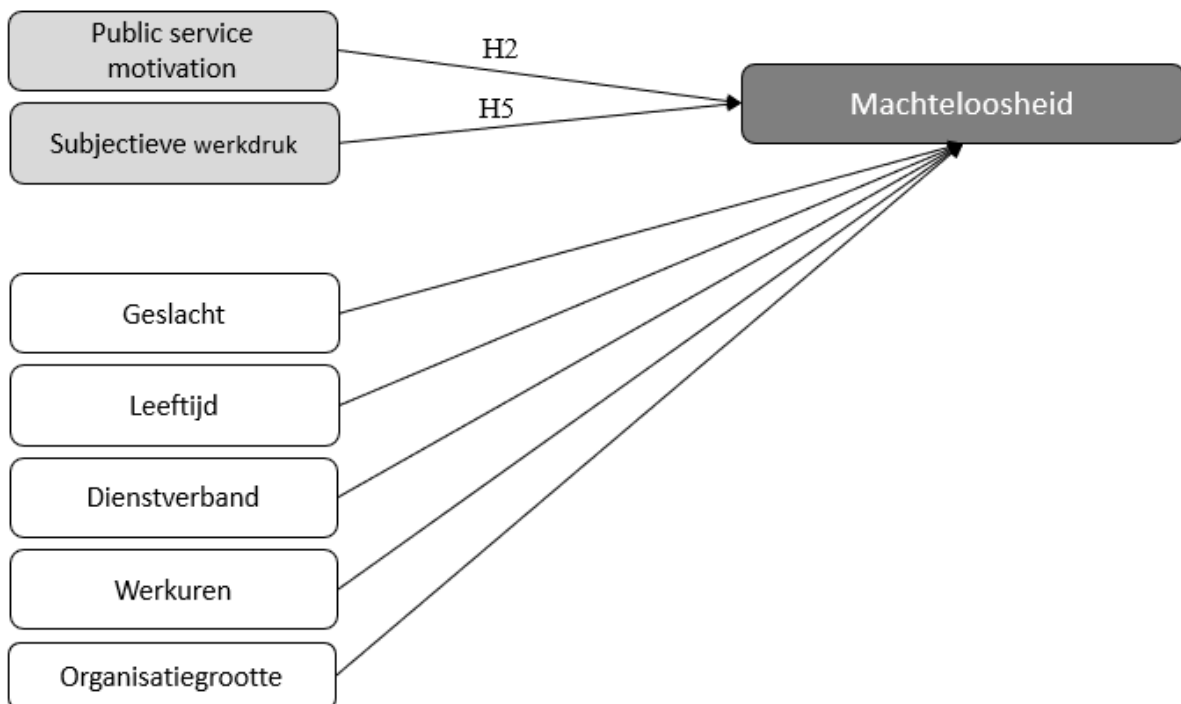 Public service
motivation
H2
Machteloosheid
H5
Subjectieve werkdruk
Geslacht
Leeftijd
Dienstverband
Werkuren
Organisatiegrootte